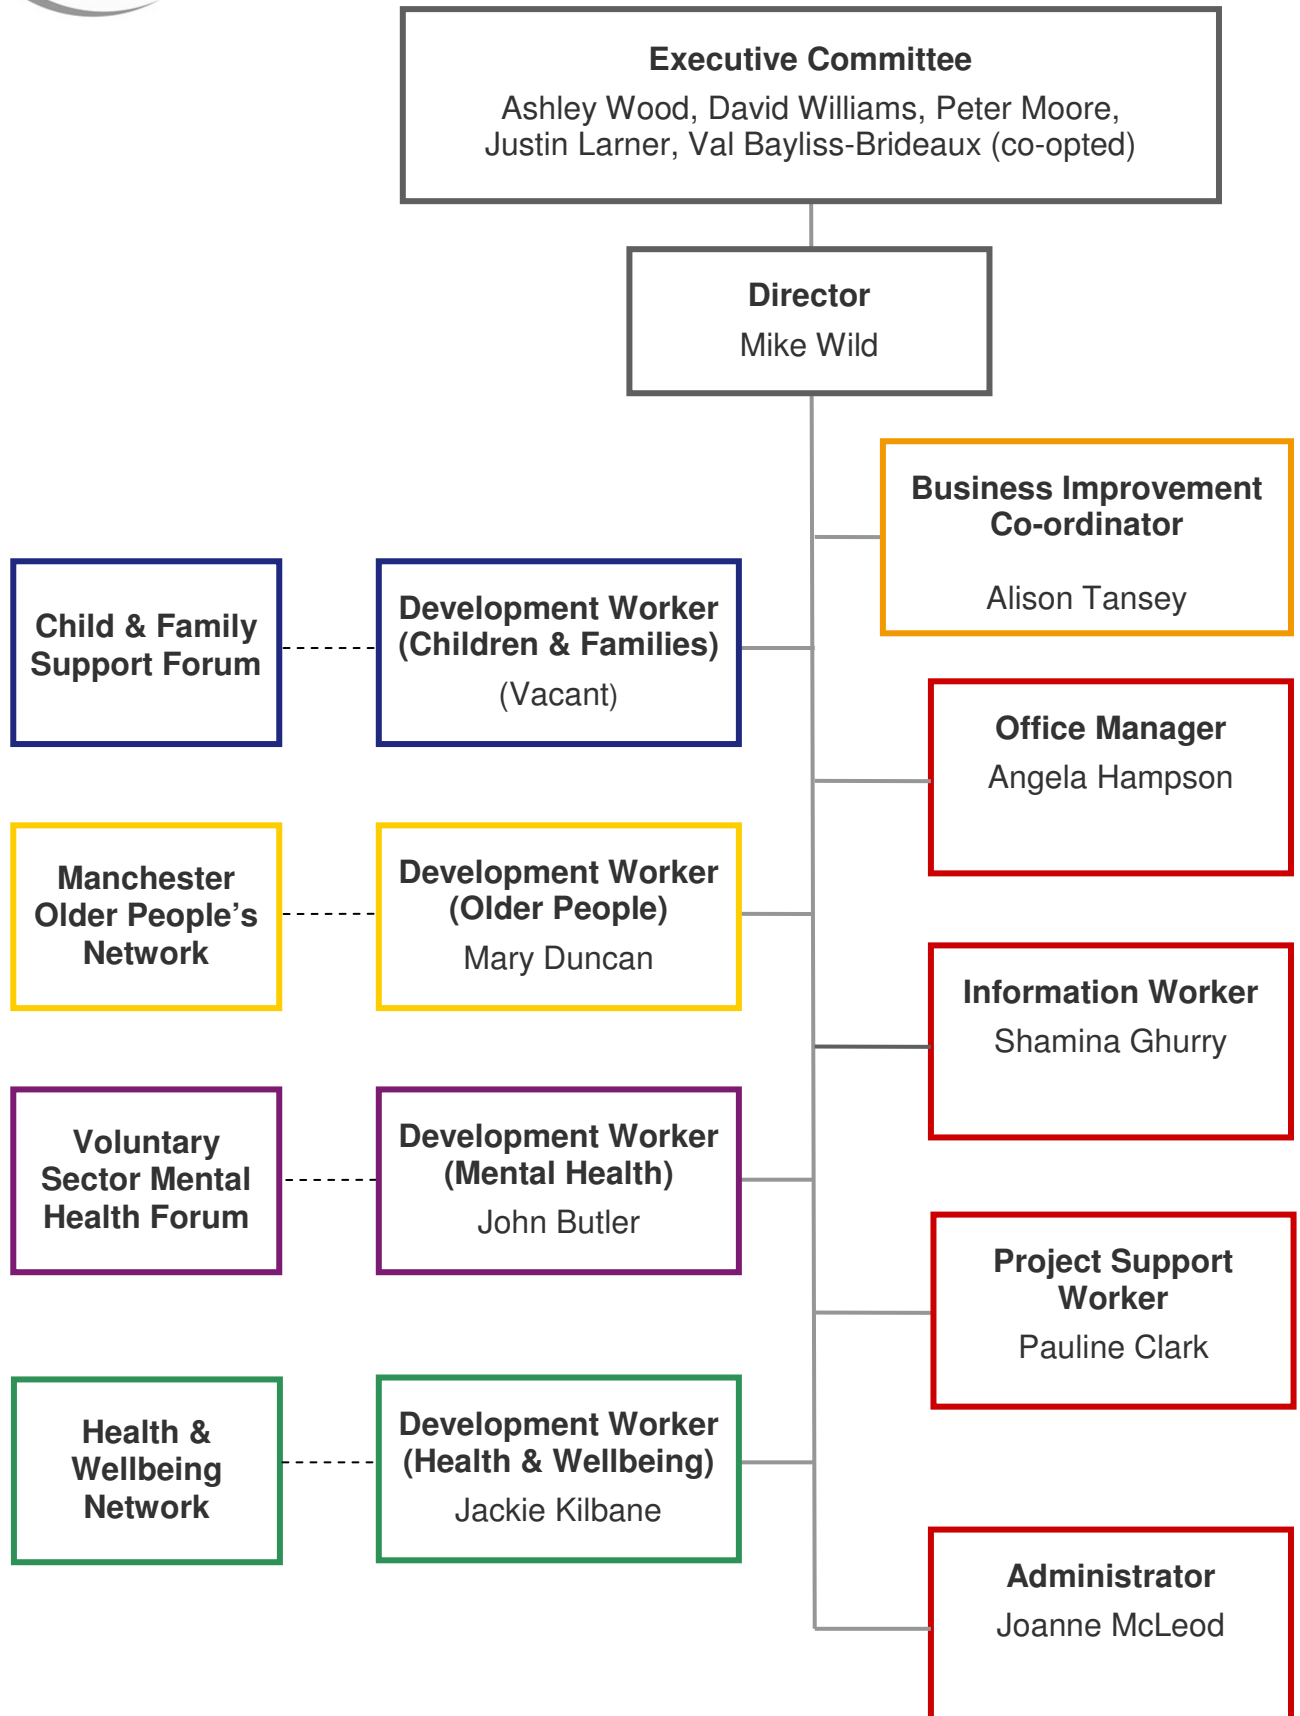 Executive Committee
Ashley Wood, David Williams, Peter Moore,
Justin Larner, Val Bayliss-Brideaux (co-opted)
Director
Mike Wild
Business Improvement
Co-ordinator
Alison Tansey
Child & Family
Support Forum
Development Worker
(Children & Families)
(Vacant)
Office Manager
Angela Hampson
Manchester
Older People’s
Network
Development Worker
(Older People)
Mary Duncan
Information Worker
Shamina Ghurry
Voluntary
Sector Mental
Health Forum
Development Worker
(Mental Health)
John Butler
Project Support
Worker
Pauline Clark
Health &
Wellbeing
Network
Development Worker
(Health & Wellbeing)
Jackie Kilbane
Administrator
Joanne McLeod